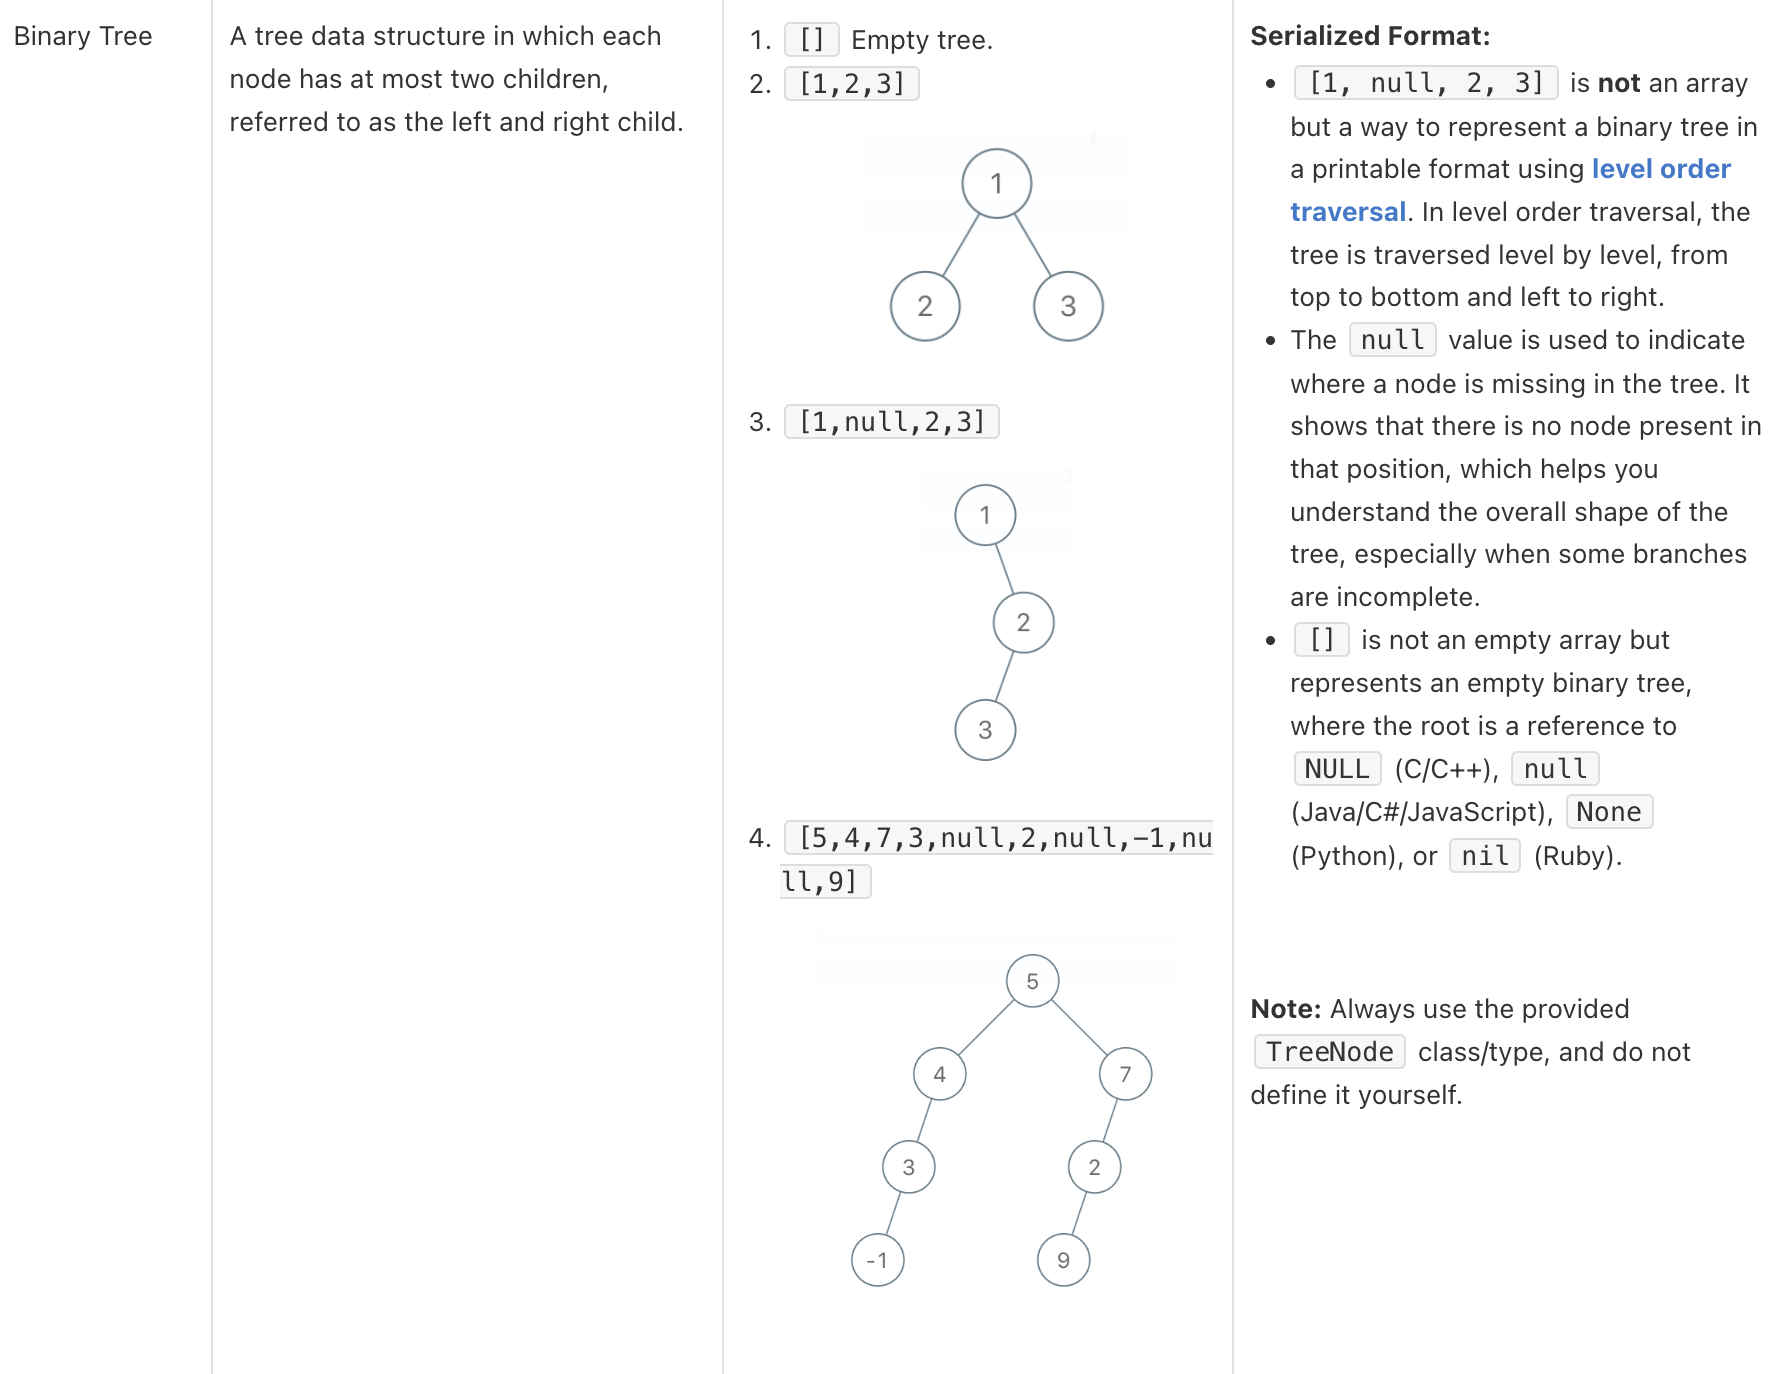 Binary Tree
A tree data structure in which each
node has at most two children,
referred to as the left and right child.
1. [] Empty tree.
2. [1,2,3]
1
2 3
3. [1,null,2,3]
1
2
3
4. [5,4,7,3,null,2,null,−1,nu
ll,9]
5
4 7
3 2
-1 9
Serialized Format:
• [1, null, 2, 3] is not an array
but a way to represent a binary tree in
a printable format using level order
traversal. In level order traversal, the
tree is traversed level by level, from
top to bottom and left to right.
• The null value is used to indicate
where a node is missing in the tree. It
shows that there is no node present in
that position, which helps you
understand the overall shape of the
tree, especially when some branches
are incomplete.
• [] is not an empty array but
represents an empty binary tree,
where the root is a reference to
NULL (C/C++), null
(Java/C#/JavaScript), None
(Python), or nil (Ruby).
Note: Always use the provided
TreeNode class/type, and do not
define it yourself.